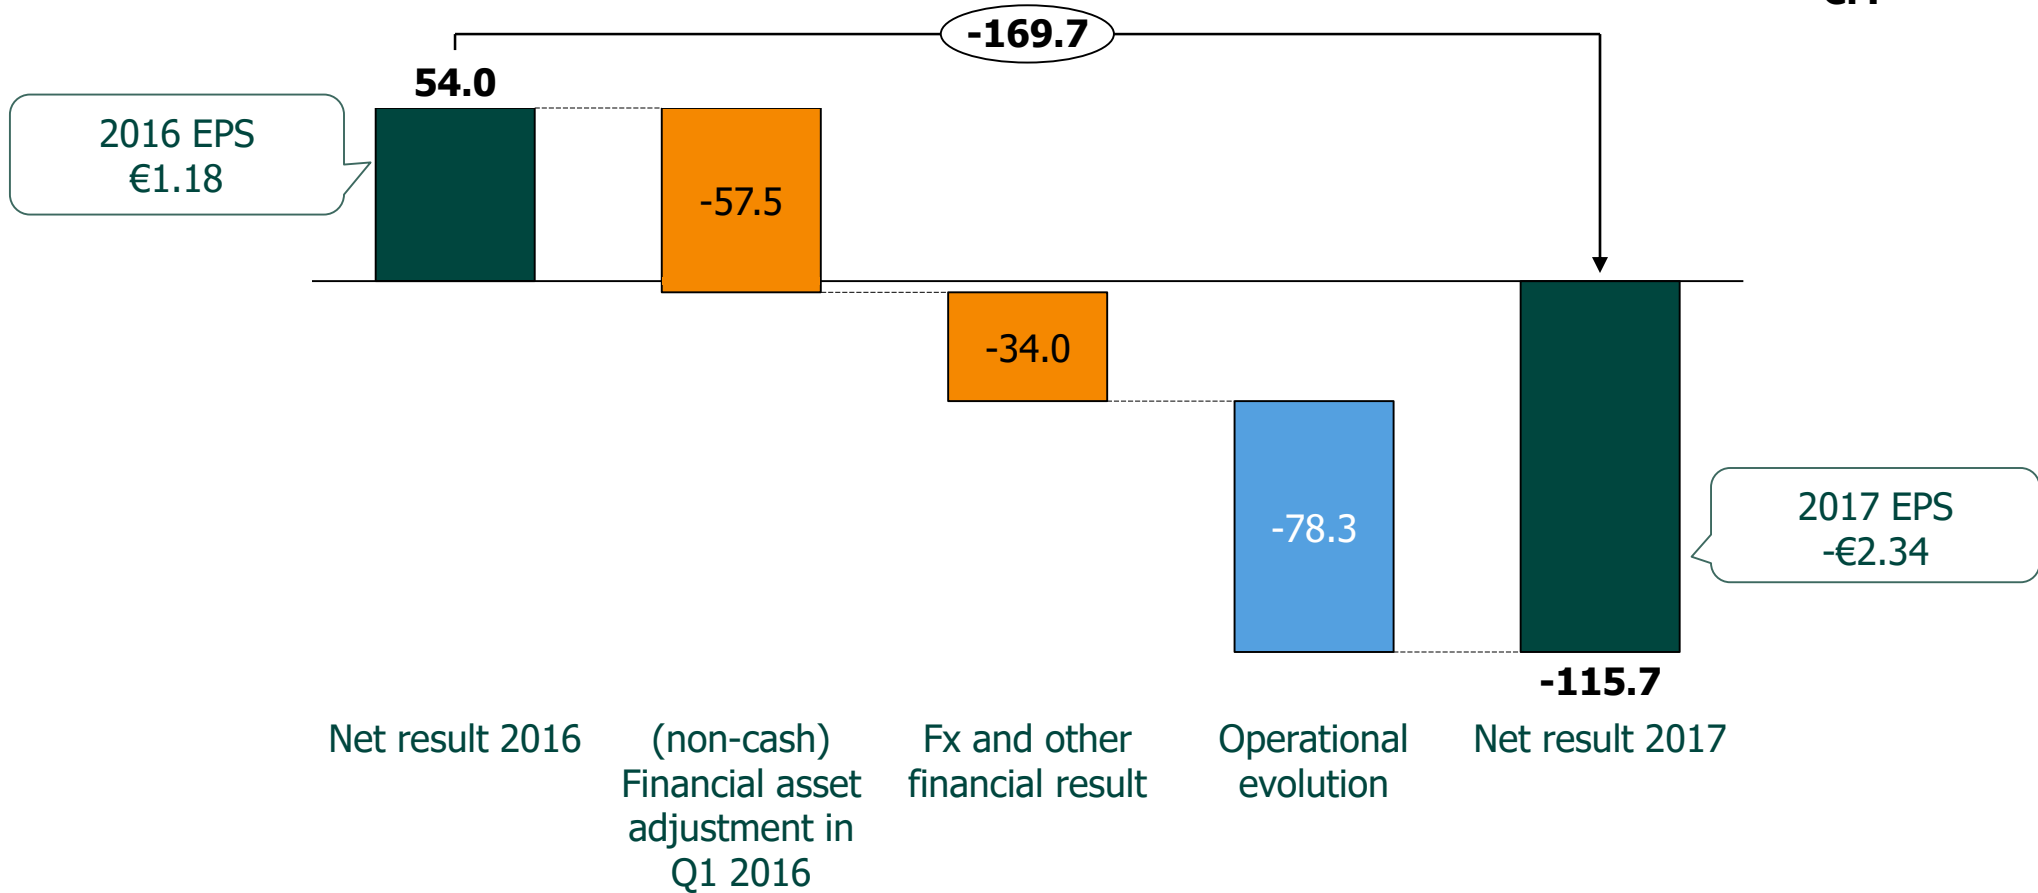 -169.7
54.0
2016 EPS
€1.18
-57.5
-34.0
-78.3
2017 EPS
-€2.34
-115.7
Net result 2016
(non-cash)
Financial asset
adjustment in
Q1 2016
Fx and other
financial result
Operational
evolution
Net result 2017